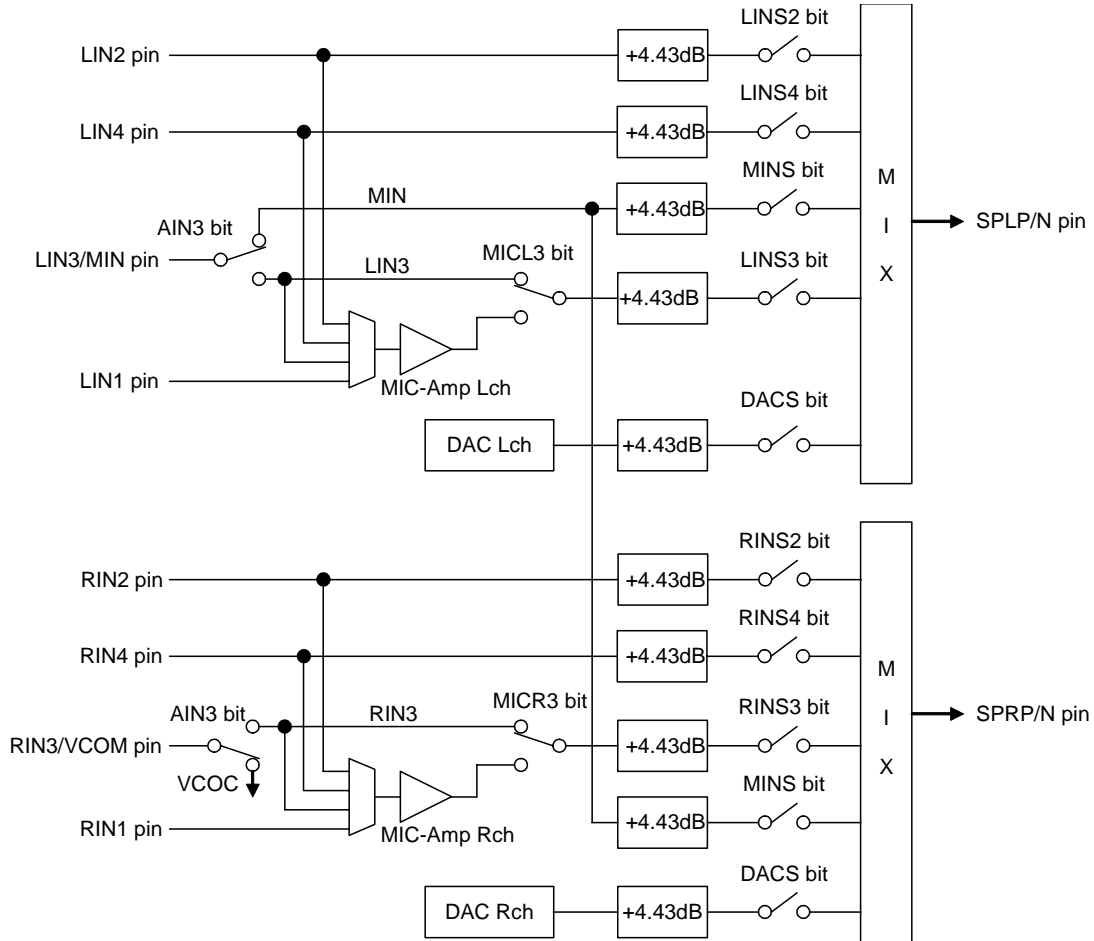 LINS2 bit
LIN2 pin
+4.43dB
LINS4 bit
LIN4 pin
+4.43dB
MINS bit
MIN
+4.43dB
AIN3 bit
LIN3/MIN pin
LIN3
MICL3 bit
LINS3 bit
+4.43dB
LIN1 pin
MIC-Amp Lch
DACS bit
DAC Lch
+4.43dB
M
I
X
SPLP/N pin
RINS2 bit
RIN2 pin
+4.43dB
RINS4 bit
RIN4 pin
+4.43dB
RINS3 bit
AIN3 bit
RIN3
MICR3 bit
RIN3/VCOM pin
+4.43dB
VCOC
MINS bit
RIN1 pin
+4.43dB
MIC-Amp Rch
DACS bit
DAC Rch
+4.43dB
M
I
X
SPRP/N pin